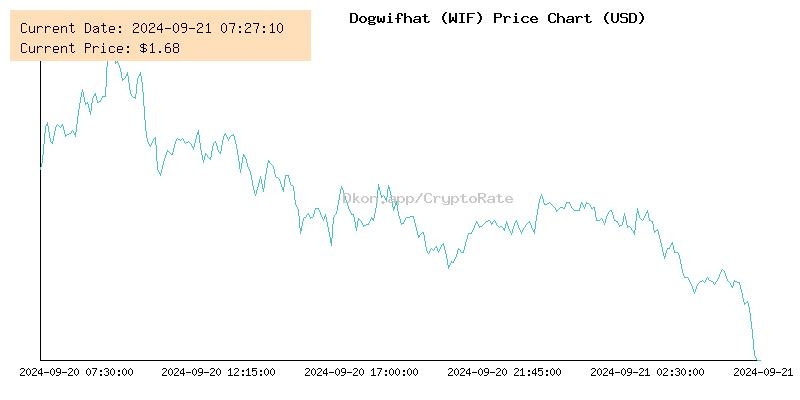 Dogwifhat (WIF) Price Chart (USD)
Current Date: 2024-09-21 07:27:10
Current Price: $1.68
Dkon.app/CryptoRate
2024-09-20 07:30:00
2024-09-20 12:15:00
2024-09-20 17:00:00
2024-09-20 21:45:00
2024-09-21 02:30:00
2024-09-21